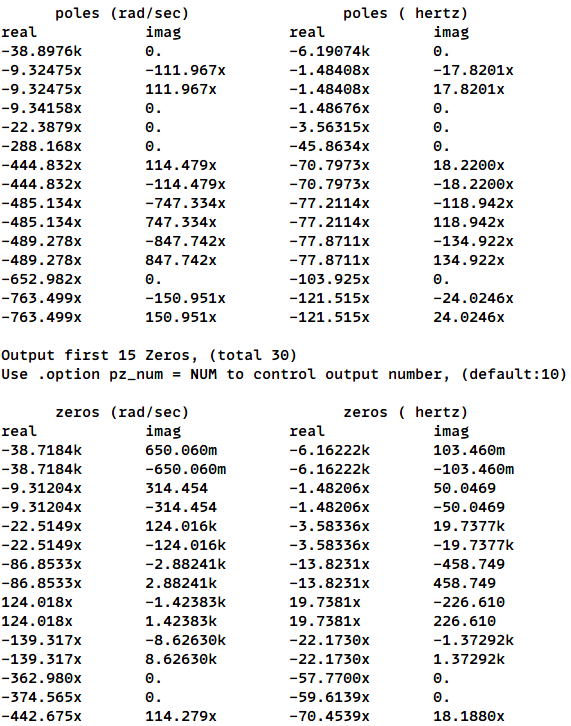 poles (rad/sec) poles ( hertz)
real imag real imag
-38.8976k 0. -6.19074k 0.
-9.32475x -111.967x -1.48408x -17.8201x
-9.32475x 111.967x -1.48408x 17.8201x
-9.34158x 0. -1.48676x 0.
-22.3879x 0. -3.56315x 0.
-288.168x 0. -45.8634x 0.
-444.832x 114.479x -70.7973x 18.2200x
-444.832x -114.479x -70.7973x -18.2200x
-485.134x -747.334x -77.2114x -118.942x
-485.134x 747.334x -77.2114x 118.942x
-489.278x -847.742x -77.8711x -134.922x
-489.278x 847.742x -77.8711x 134.922x
-652.982x 0. -103.925x 0.
-763.499x -150.951x -121.515x -24.0246x
-763.499x 150.951x -121.515x 24.0246x
Output first 15 Zeros, (total 30)
Use .option pz_num = NUM to control output number, (default:10)
zeros (rad/sec) zeros ( hertz)
real imag real imag
-38.7184k 650.060m -6.16222k 103.460m
-38.7184k -650.060m -6.16222k -103.460m
-9.31204x 314.454 -1.48206x 50.0469
-9.31204x -314.454 -1.48206x -50.0469
-22.5149x 124.016k -3.58336x 19.7377k
-22.5149x -124.016k -3.58336x -19.7377k
-86.8533x -2.88241k -13.8231x -458.749
-86.8533x 2.88241k -13.8231x 458.749
124.018x -1.42383k 19.7381x -226.610
124.018x 1.42383k 19.7381x 226.610
-139.317x -8.62630k -22.1730x -1.37292k
-139.317x 8.62630k -22.1730x 1.37292k
-362.980x 0. -57.7700x 0.
-374.565x 0. -59.6139x 0.
-442.675x 114.279x -70.4539x 18.1880x